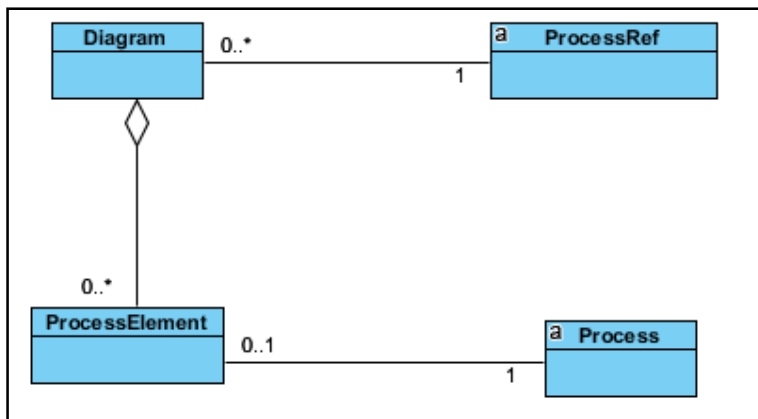 Diagram
0..*
a
ProcessRef
1
0..*
ProcessElement
0..1
a
Process
1